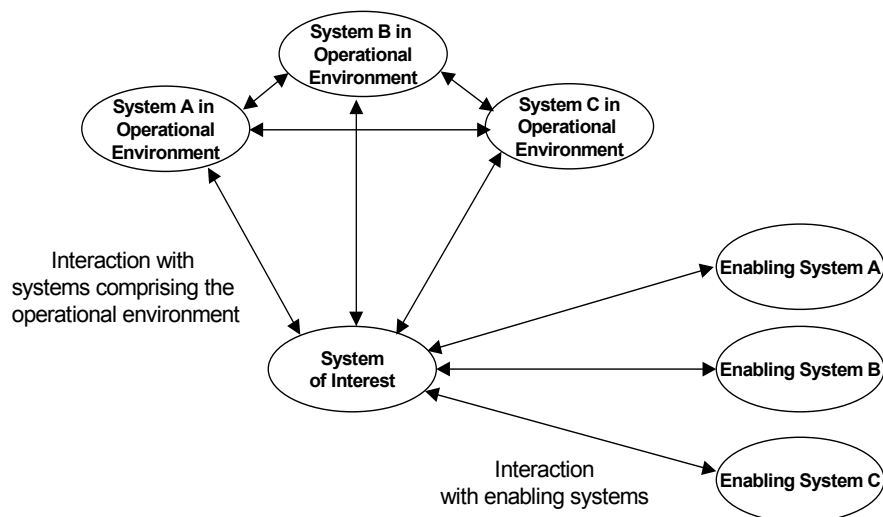 System B in
Operational
Environment
System A in
Operational
Environment
System C in
Operational
Environment
Interaction with
systems comprising the
operational environment
Enabling System A
System
of Interest
Enabling System B
Interaction
with enabling systems
Enabling System C